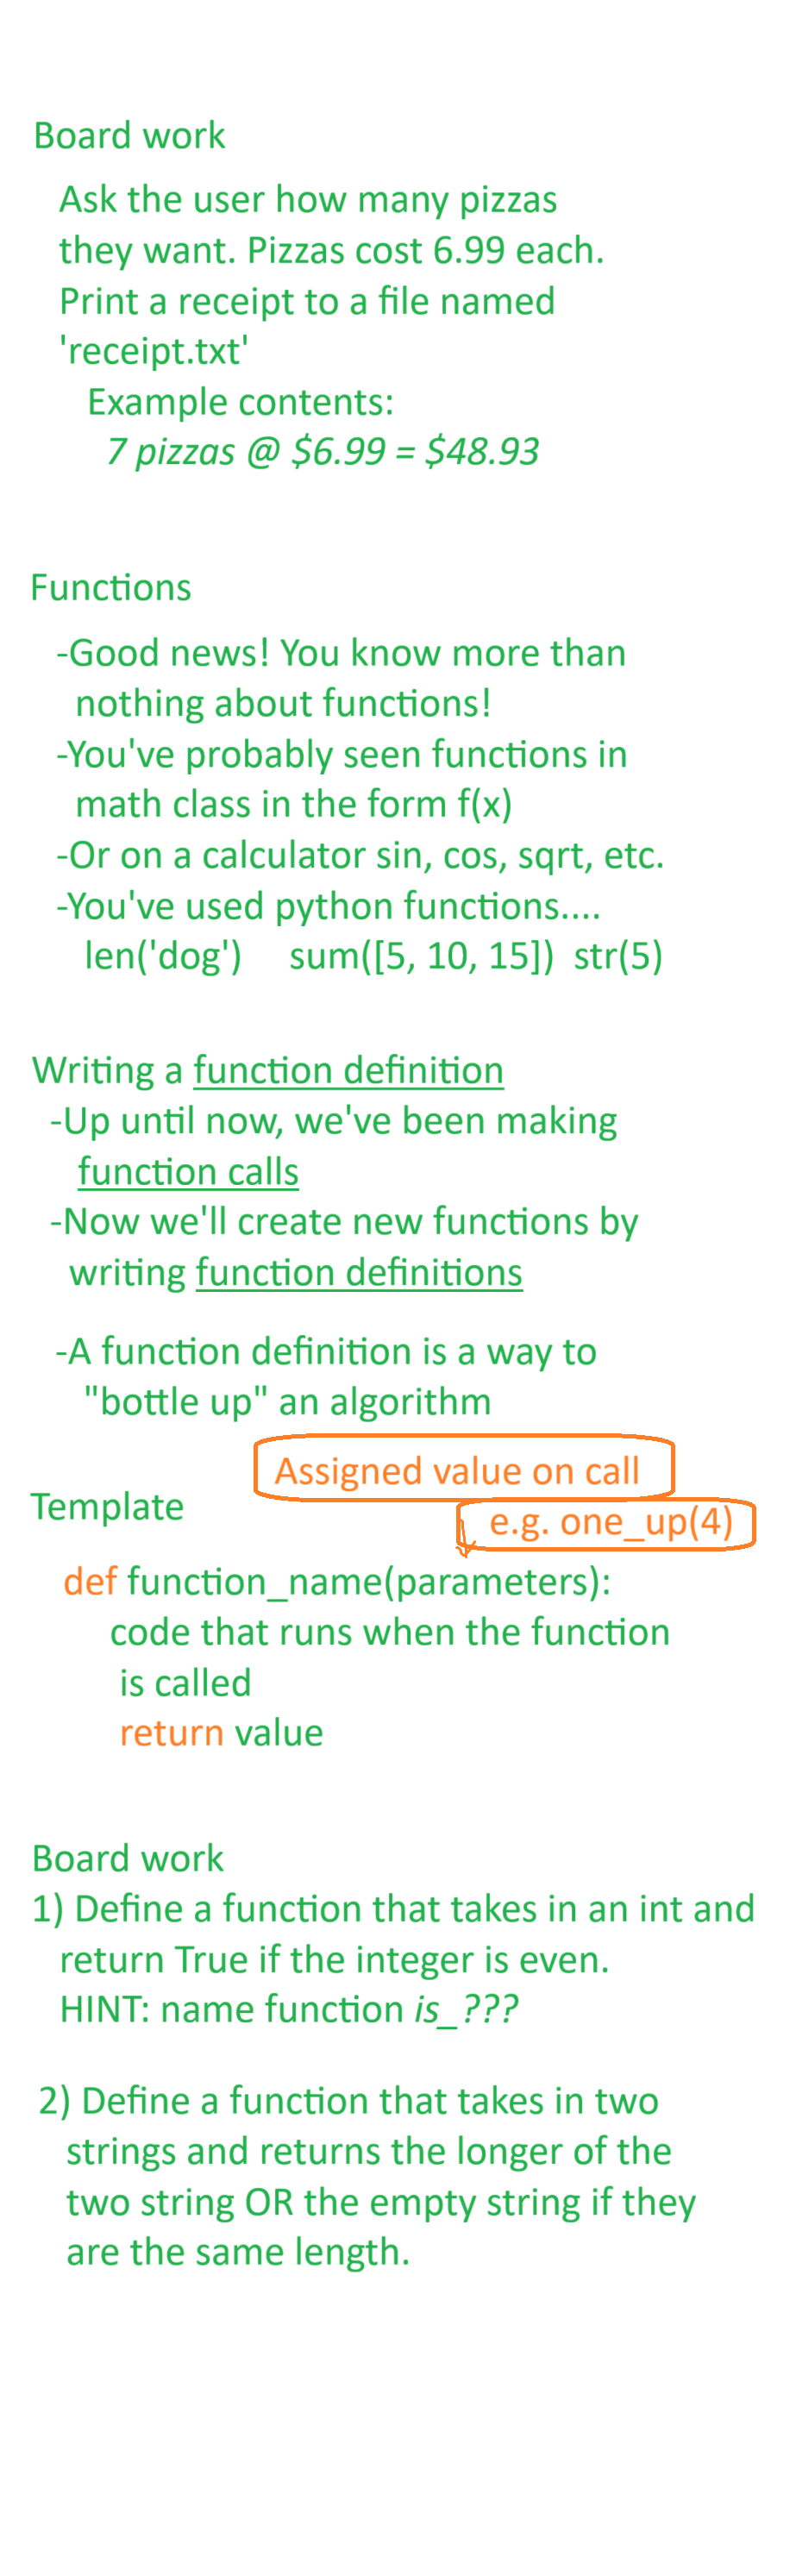 Board work
Ask the user how many pizzas
they want. Pizzas cost 6.99 each.
Print a receipt to a file named
'receipt.txt'
Example contents:
7 pizzas @ $6.99 = $48.93
Functions
-Good news! You know more than
nothing about functions!
-You've probably seen functions in
math class in the form f(x)
-Or on a calculator sin, cos, sqrt, etc.
-You've used python functions....
len('dog') sum([5, 10, 15]) str(5)
Writing a function definition
-Up until now, we've been making
function calls
-Now we'll create new functions by
writing function definitions
-A function definition is a way to
"bottle up" an algorithm
Assigned value on call
Template
e.g. one_up(4)
def function_name(parameters):
code that runs when the function
is called
return value
Board work
1) Define a function that takes in an int and
return True if the integer is even.
HINT: name function is_???
2) Define a function that takes in two
strings and returns the longer of the
two string OR the empty string if they
are the same length.